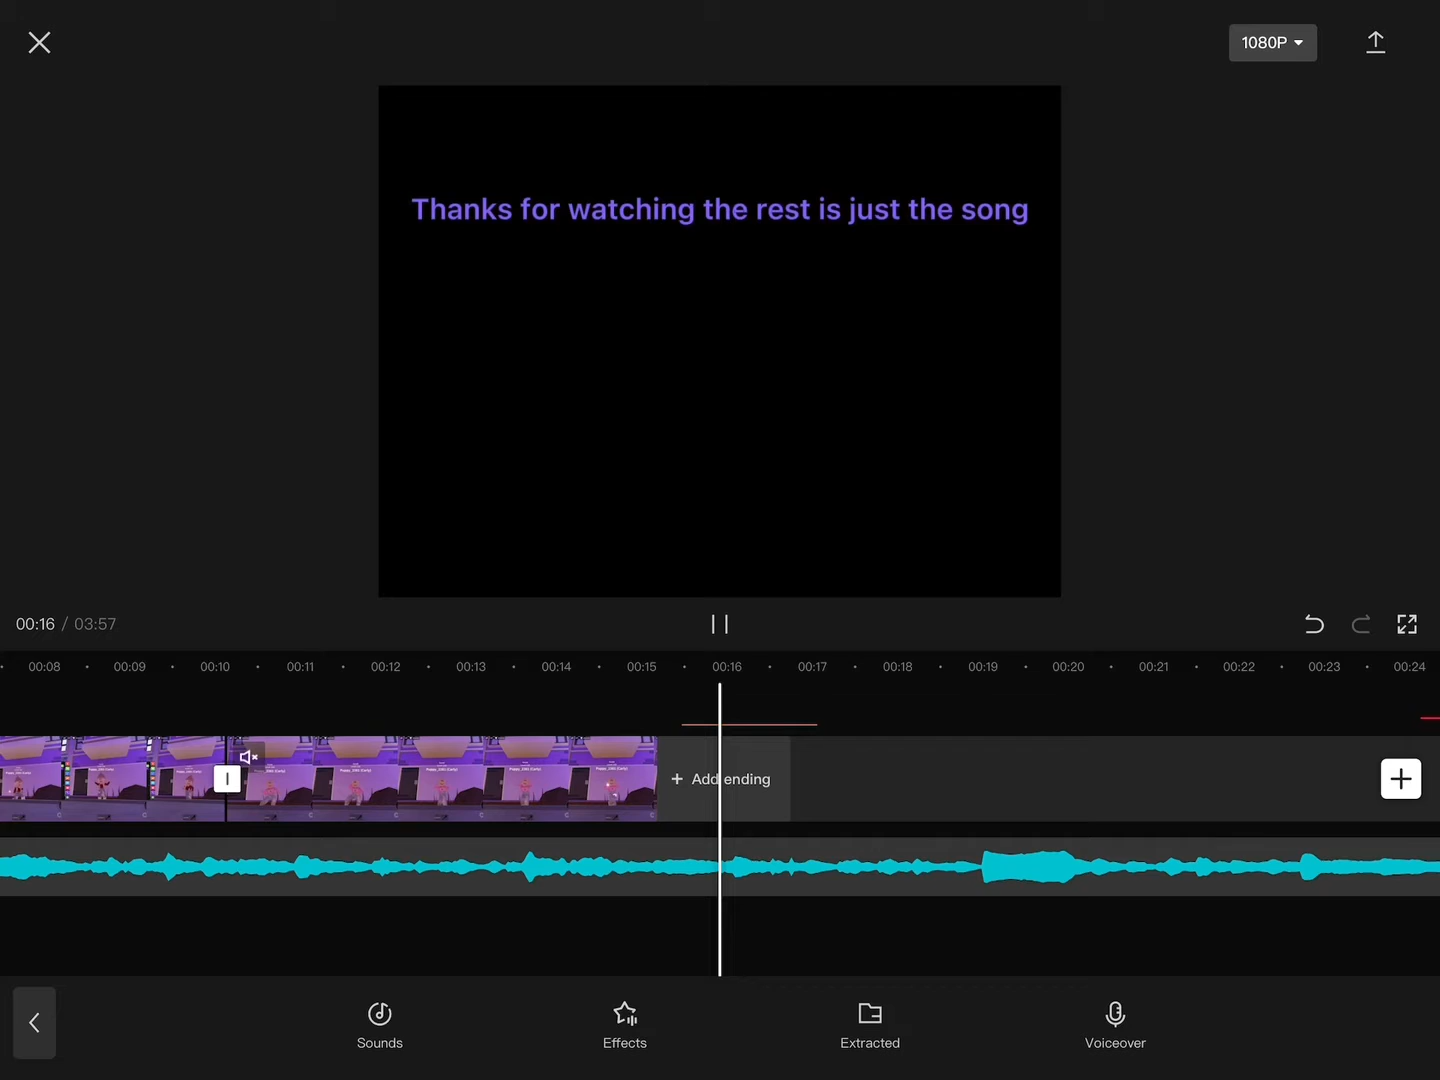 1080P
Thanks for watching the rest is just the song
00:16 / 03:57
00:08 00:09 00:10 00:11 00:12 00:13 00:14 00:15 00:16 00:17 00:18 00:19 00:20 00:21 00:22 00:23 00:24
+ Add ending
Sounds Effects Extracted Voiceover